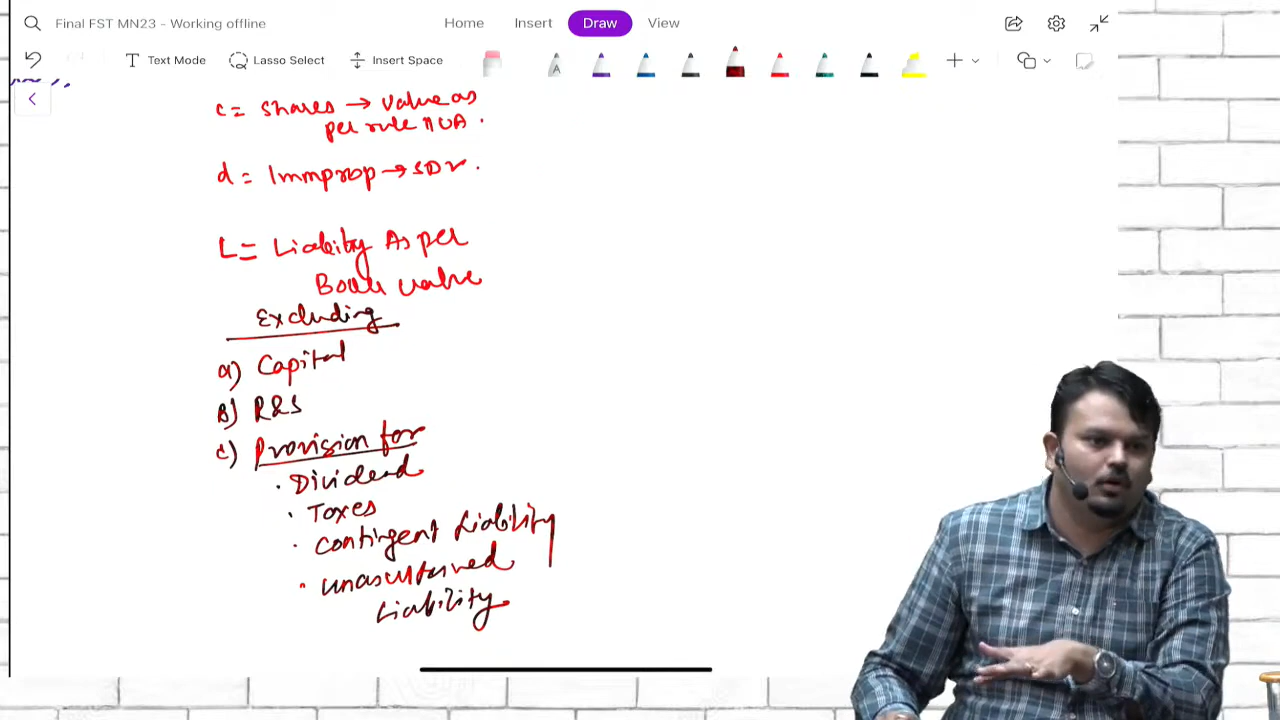 Final FST MN23 - Working offline
Home Insert Draw View
Text Mode Lasso Select Insert Space
A
c = Shares → Value as
per rule 11UA.
d = Immprop → SDV.
L = Liability As per
Book value
Excluding
a) Capital
B) R&S
c) Provision for
· Dividend
· Taxes
· Contingent Liability
· unascertained
Liability